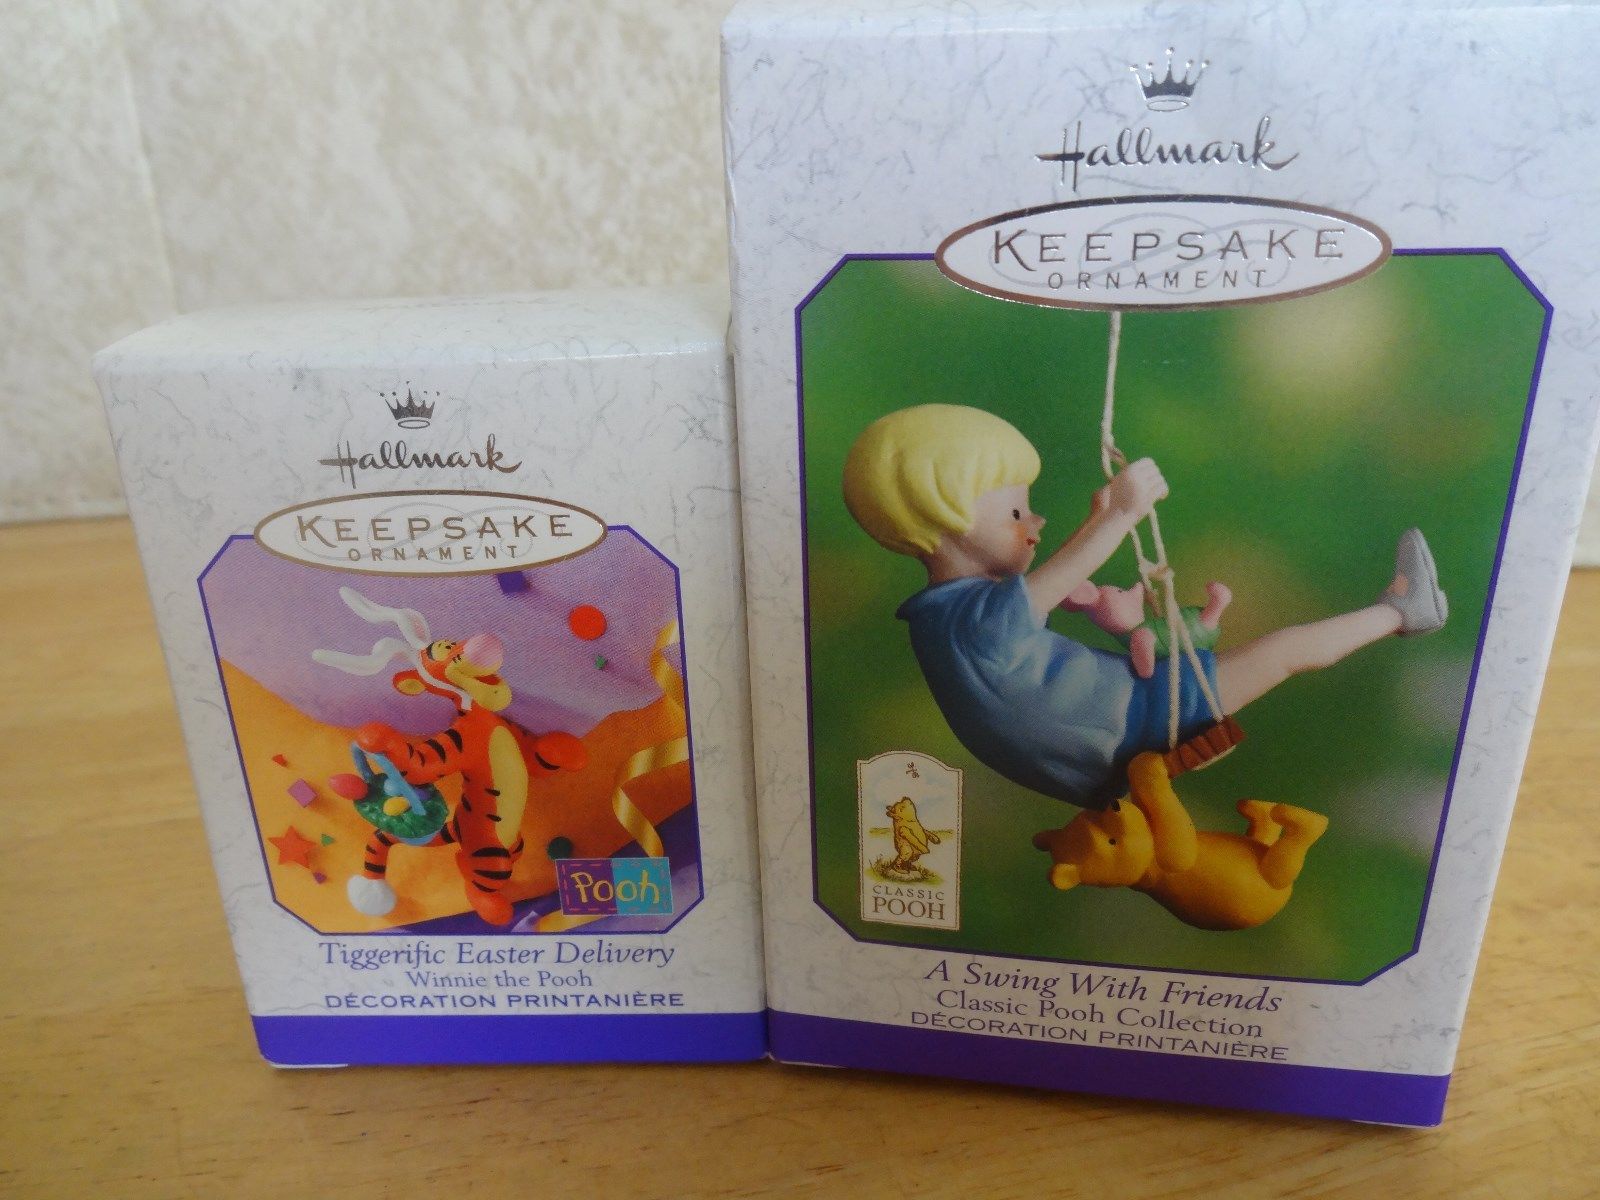 Hallmark
KEEPSAKE
ORNAMENT
Pooh
Tiggerific Easter Delivery
Winnie the Pooh
DÉCORATION PRINTANIÈRE
Hallmark
KEEPSAKE
ORNAMENT
CLASSIC
POOH
A Swing With Friends
Classic Pooh Collection
DÉCORATION PRINTANIÈRE